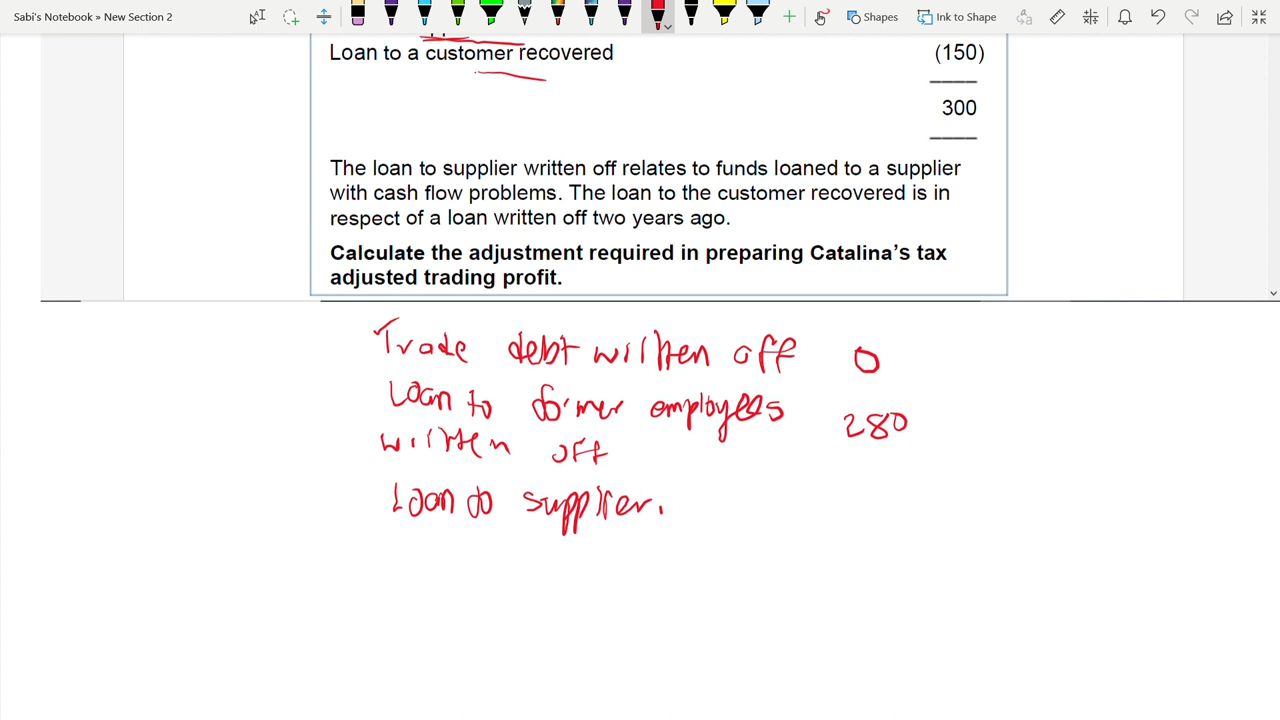 Sabi's Notebook » New Section 2
Shapes
Ink to Shape
Loan to a customer recovered (150)
300
The loan to supplier written off relates to funds loaned to a supplier
with cash flow problems. The loan to the customer recovered is in
respect of a loan written off two years ago.
Calculate the adjustment required in preparing Catalina's tax
adjusted trading profit.
Trade debt written off 0
Loan to former employees 280
written off
Loan to supplier.